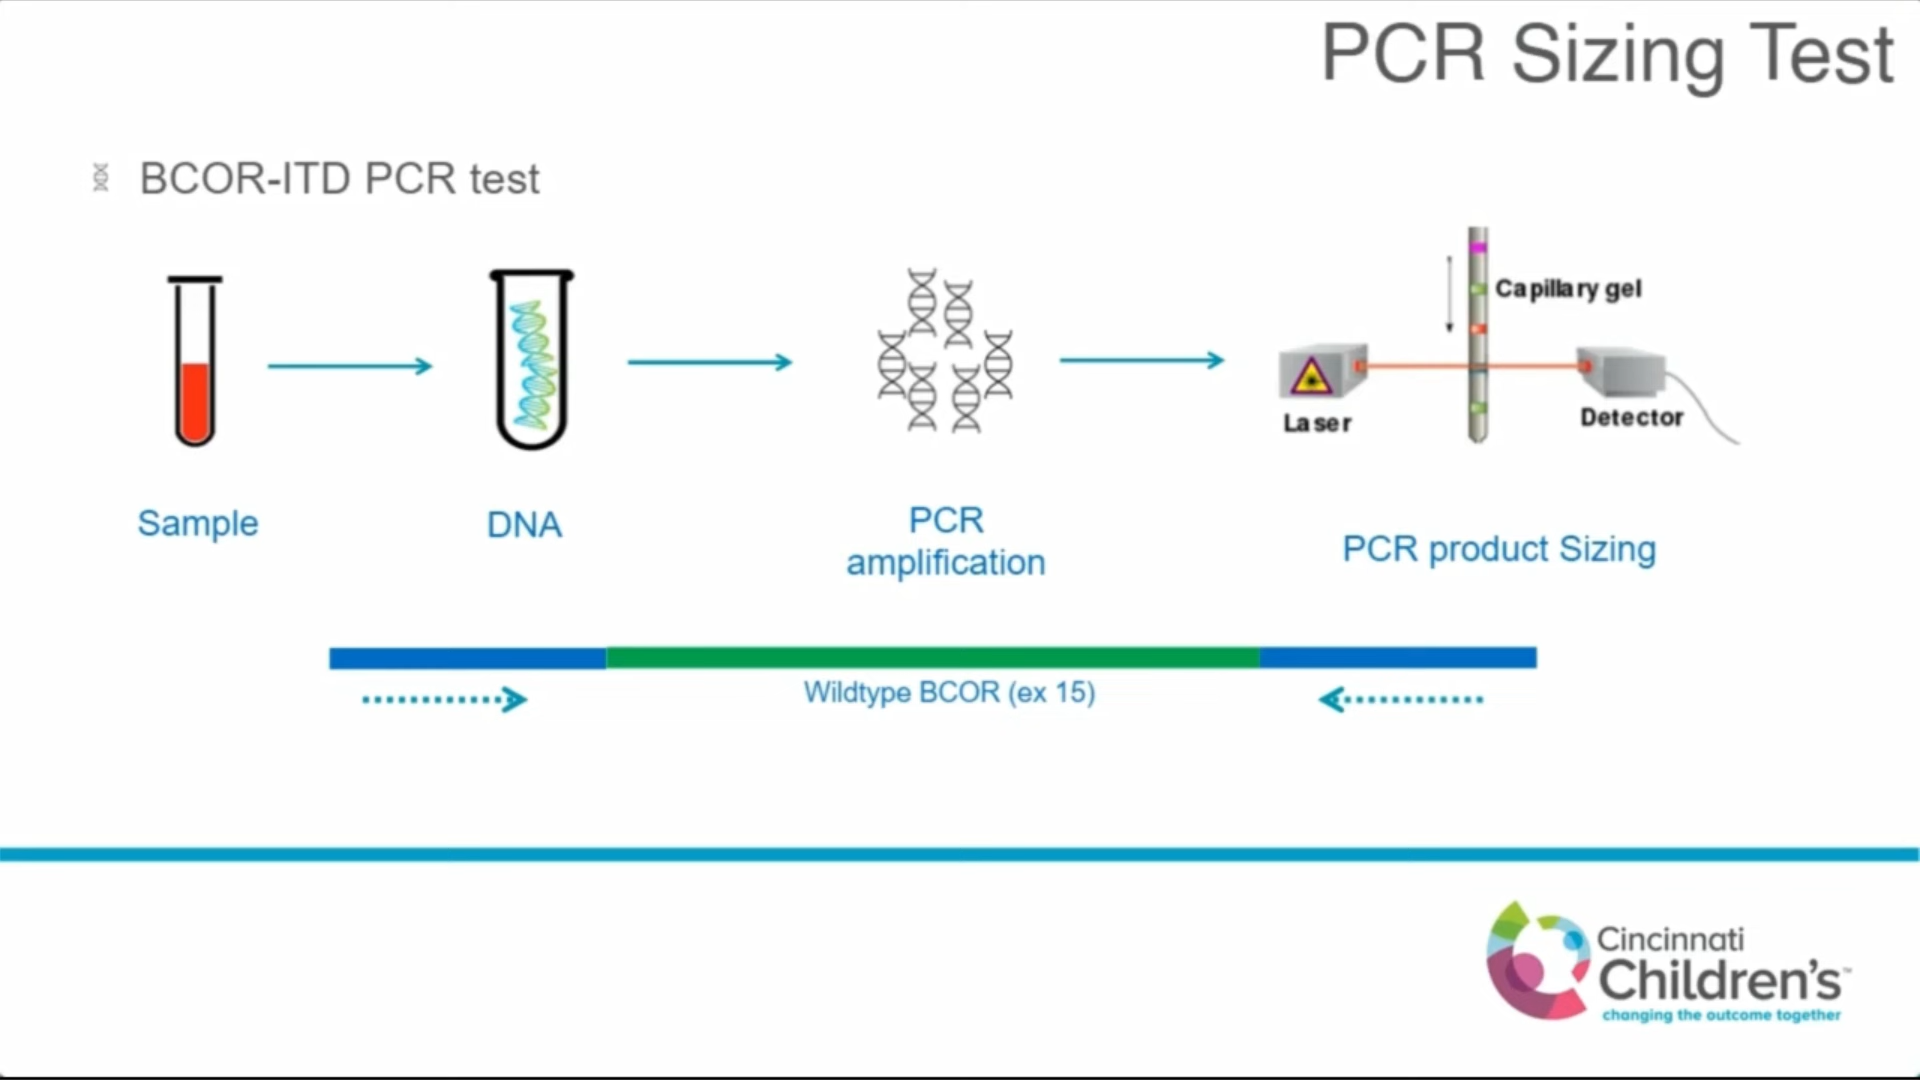 PCR Sizing Test
BCOR-ITD PCR test
Capillary gel
Laser
Detector
Sample
DNA
PCR
amplification
PCR product Sizing
Wildtype BCOR (ex 15)
Cincinnati
Children's™
changing the outcome together